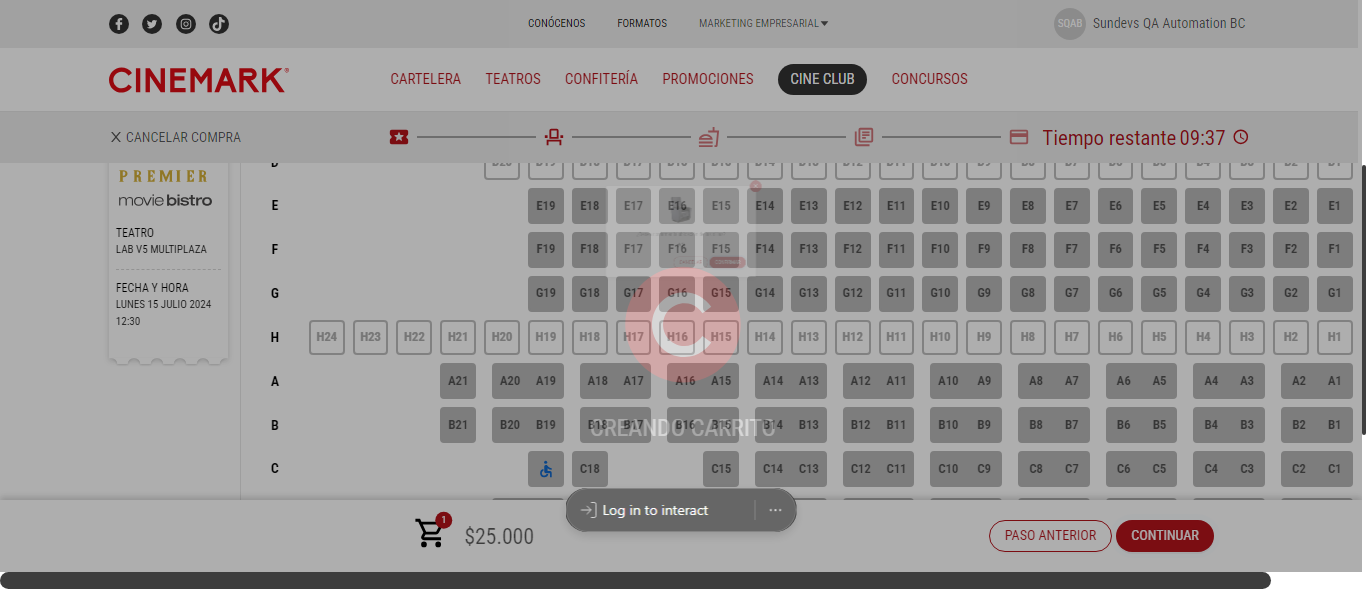 CONÓCENOS FORMATOS MARKETING EMPRESARIAL SQAB Sundevs QA Automation BC
CINEMARK® CARTELERA TEATROS CONFITERÍA PROMOCIONES CINE CLUB CONCURSOS
CANCELAR COMPRA Tiempo restante 09:37
PREMIER
movie bistro
TEATRO
LAB V5 MULTIPLAZA
FECHA Y HORA
LUNES 15 JULIO 2024
12:30
E E19 E18 E17 E16 E15 E14 E13 E12 E11 E10 E9 E8 E7 E6 E5 E4 E3 E2 E1
F F19 F18 F17 F16 F15 F14 F13 F12 F11 F10 F9 F8 F7 F6 F5 F4 F3 F2 F1
G G19 G18 G17 G16 G15 G14 G13 G12 G11 G10 G9 G8 G7 G6 G5 G4 G3 G2 G1
H H24 H23 H22 H21 H20 H19 H18 H17 H16 H15 H14 H13 H12 H11 H10 H9 H8 H7 H6 H5 H4 H3 H2 H1
A A21 A20 A19 A18 A17 A16 A15 A14 A13 A12 A11 A10 A9 A8 A7 A6 A5 A4 A3 A2 A1
B B21 B20 B19 B18 B17 B16 B15 B14 B13 B12 B11 B10 B9 B8 B7 B6 B5 B4 B3 B2 B1
CREANDO CARRITO
C C18 C15 C14 C13 C12 C11 C10 C9 C8 C7 C6 C5 C4 C3 C2 C1
Log in to interact ...
1 $25.000 PASO ANTERIOR CONTINUAR